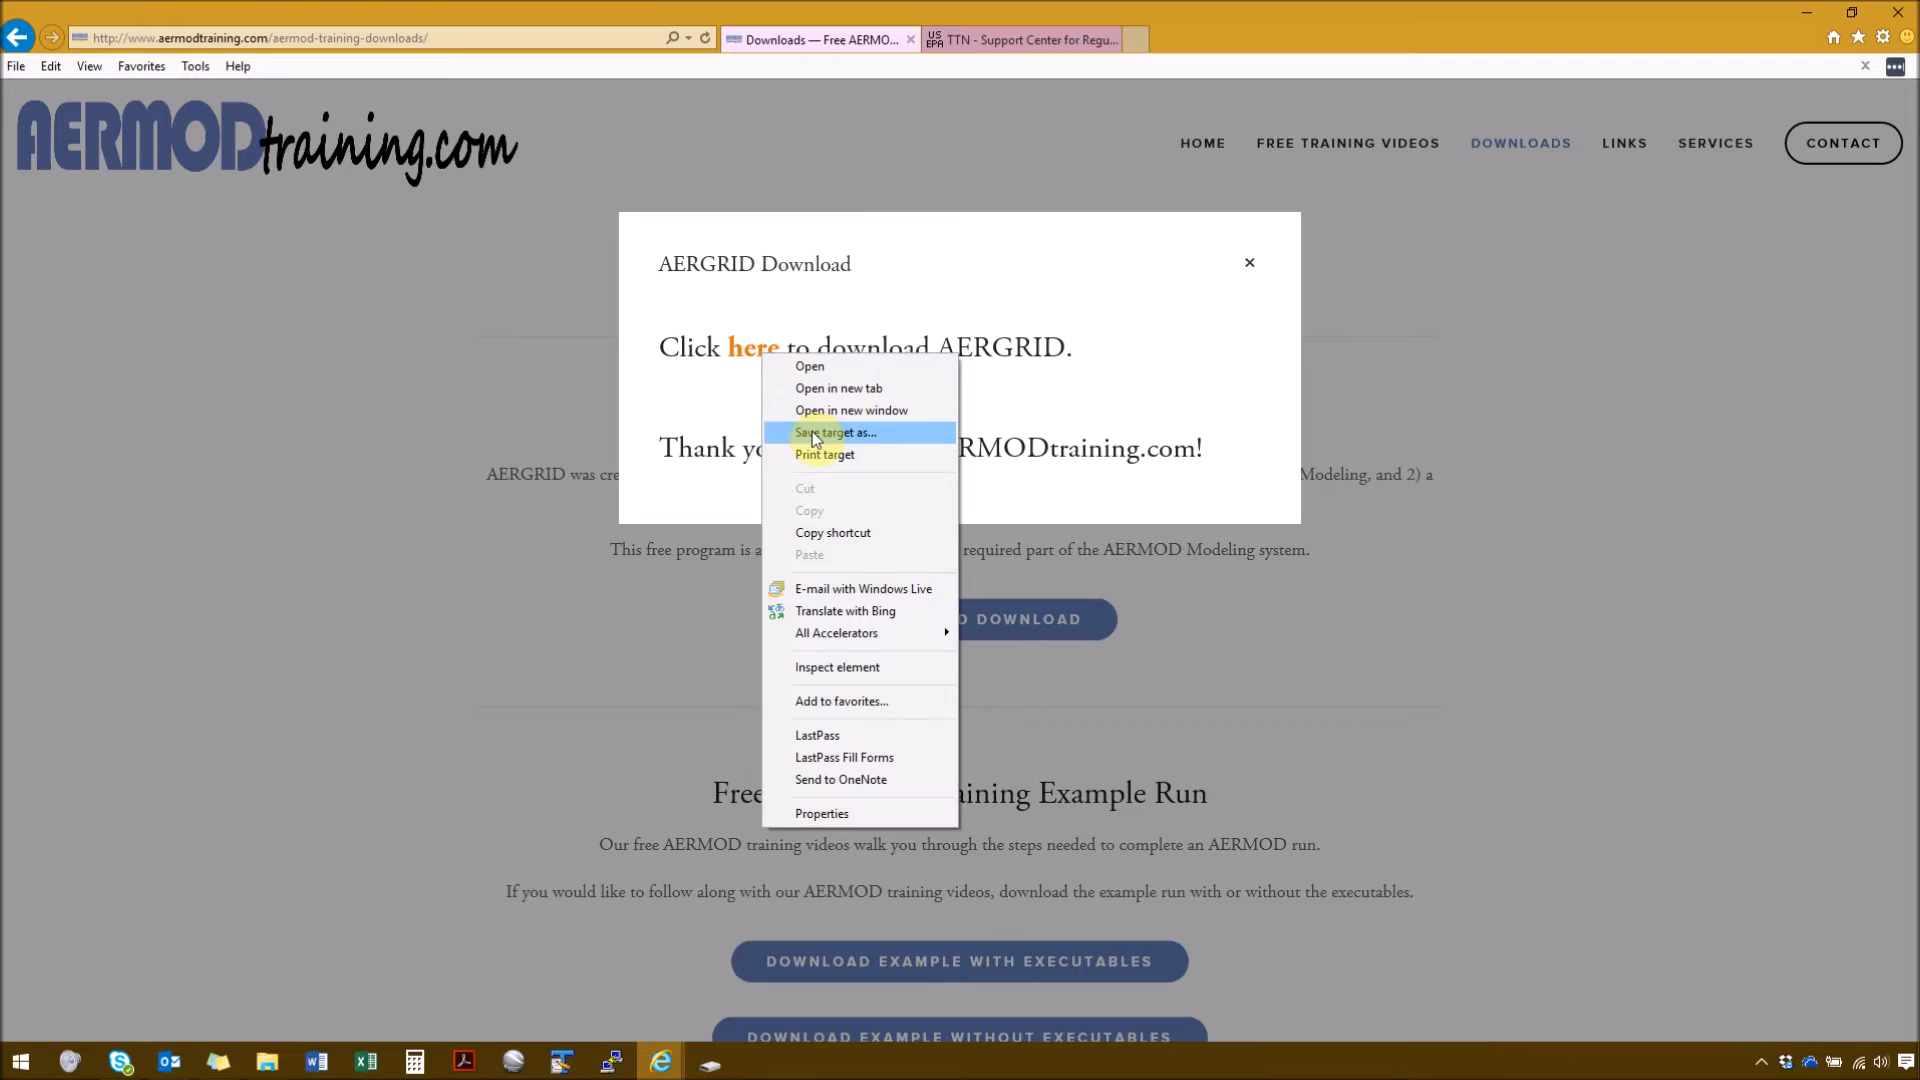 http://www.aermodtraining.com/aermod-training-downloads/
Downloads — Free AERMO...
US EPA TTN - Support Center for Regu...
File Edit View Favorites Tools Help
AERMODtraining.com
HOME FREE TRAINING VIDEOS DOWNLOADS LINKS SERVICES CONTACT
AERGRID Download
Click here to download AERGRID.
Open
Open in new tab
Open in new window
Save target as...
Thank yo RMODtraining.com!
Print target
AERGRID was cre Modeling, and 2) a
Cut
Copy
Copy shortcut
This free program is a required part of the AERMOD Modeling system.
Paste
E-mail with Windows Live
Translate with Bing
D DOWNLOAD
All Accelerators
Inspect element
Add to favorites...
LastPass
LastPass Fill Forms
Send to OneNote
Free aining Example Run
Properties
Our free AERMOD training videos walk you through the steps needed to complete an AERMOD run.
If you would like to follow along with our AERMOD training videos, download the example run with or without the executables.
DOWNLOAD EXAMPLE WITH EXECUTABLES
DOWNLOAD EXAMPLE WITHOUT EXECUTABLES